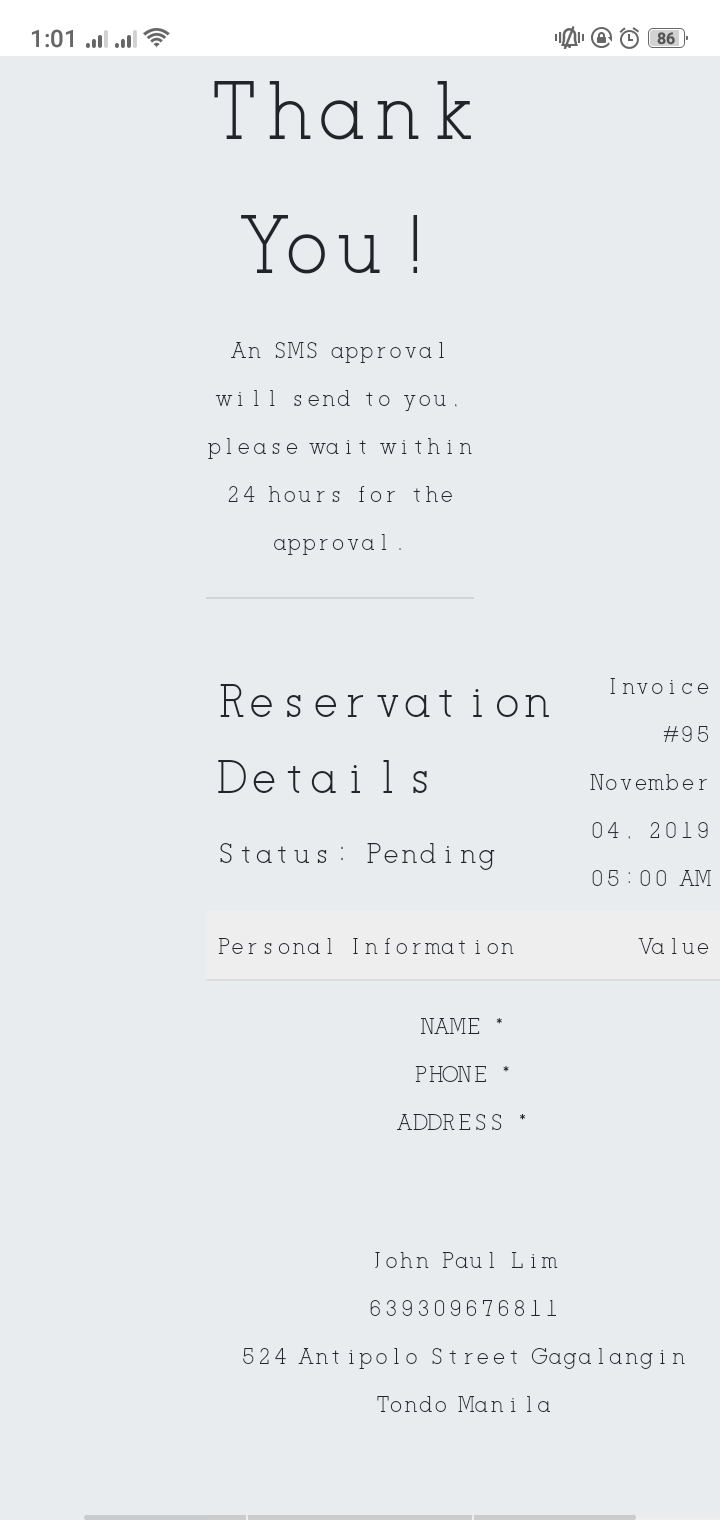 1:01
86
Thank
You!
An SMS approval
will send to you,
please wait within
24 hours for the
approval.
Reservation
Details
Status: Pending
Invoice
#95
November
04, 2019
05:00 AM
Personal Information Value
NAME *
PHONE *
ADDRESS *
John Paul Lim
639309676811
524 Antipolo Street Gagalangin
Tondo Manila